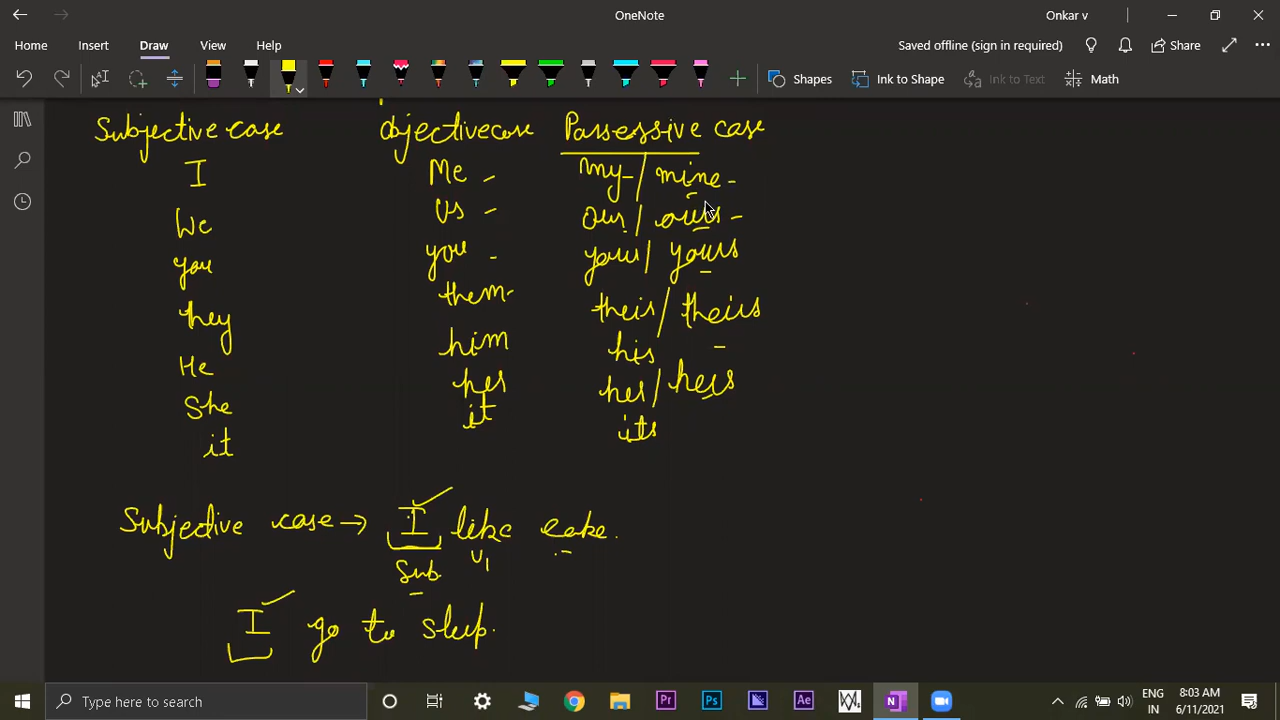 OneNote
Onkar v
Home Insert Draw View Help
Saved offline (sign in required)
Share
Shapes
Ink to Shape
Ink to Text
Math
Subjective case objective case Passessive case
I Me my / mine
We Us our / ours
you you your / yours
they them their / theirs
He him his
She her her / hers
it it its
Subjective case → I like cake.
Sub V1
I go to sleep.
Type here to search
ENG
IN
8:03 AM
6/11/2021